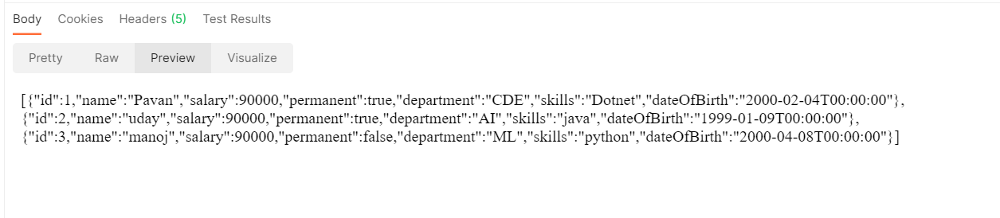 Body Cookies Headers (5) Test Results
Pretty Raw Preview Visualize
[{"id":1,"name":"Pavan","salary":90000,"permanent":true,"department":"CDE","skills":"Dotnet","dateOfBirth":"2000-02-04T00:00:00"},
{"id":2,"name":"uday","salary":90000,"permanent":true,"department":"AI","skills":"java","dateOfBirth":"1999-01-09T00:00:00"},
{"id":3,"name":"manoj","salary":90000,"permanent":false,"department":"ML","skills":"python","dateOfBirth":"2000-04-08T00:00:00"}]